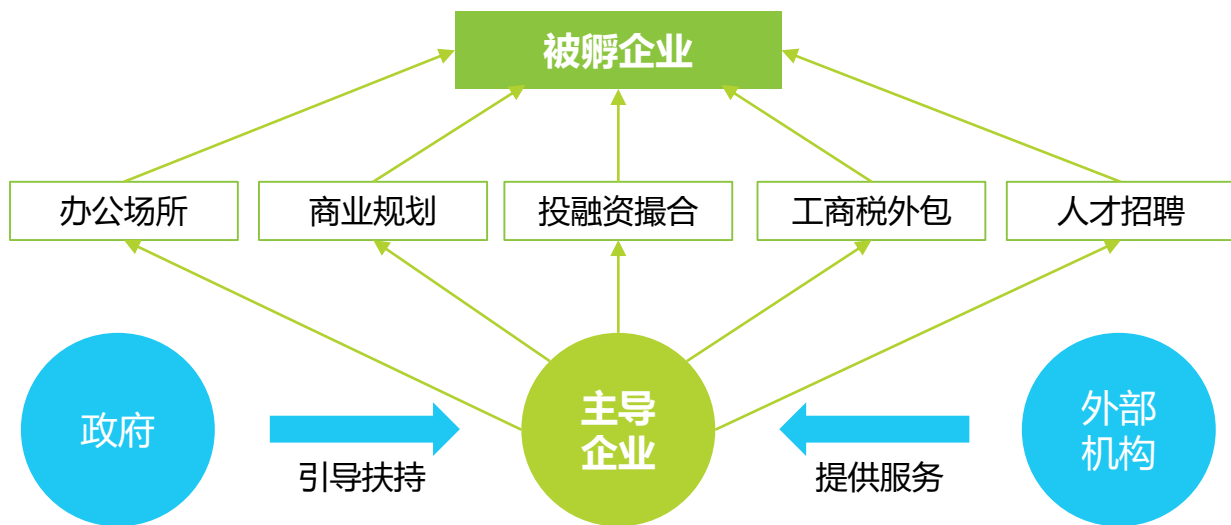 被孵企业
办公场所
商业规划
投融资撮合
工商税外包
人才招聘
政府
引导扶持
主导
企业
提供服务
外部
机构